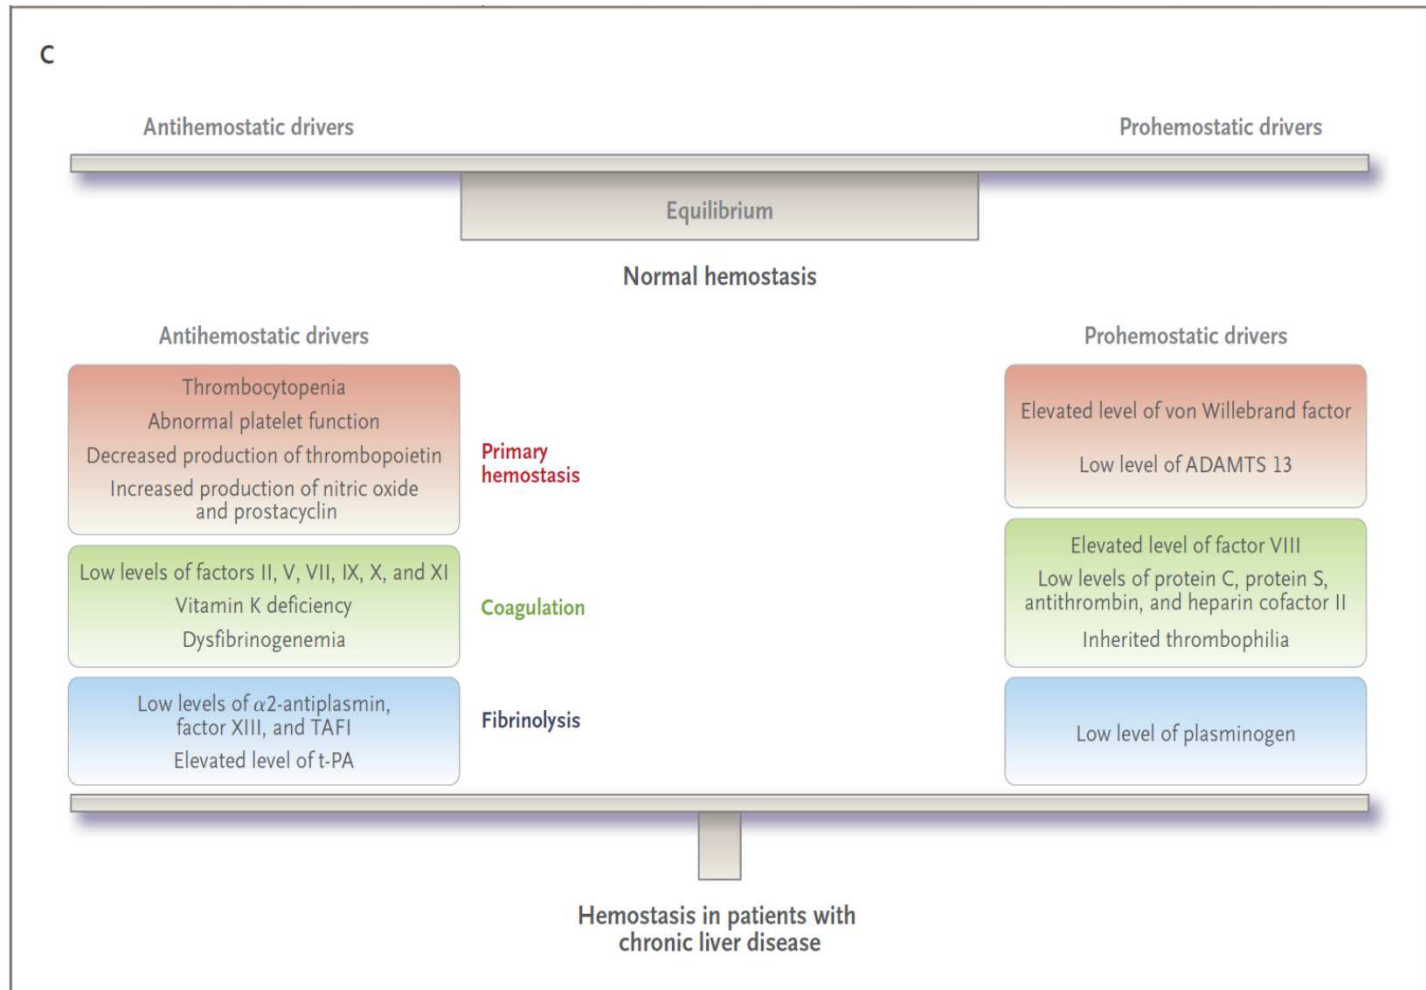 C
Antihemostatic drivers
Prohemostatic drivers
Equilibrium
Normal hemostasis
Antihemostatic drivers
Prohemostatic drivers
Thrombocytopenia
Abnormal platelet function
Decreased production of thrombopoietin
Increased production of nitric oxide
and prostacyclin
Primary
hemostasis
Elevated level of von Willebrand factor
Low level of ADAMTS 13
Low levels of factors II, V, VII, IX, X, and XI
Vitamin K deficiency
Dysfibrinogenemia
Coagulation
Elevated level of factor VIII
Low levels of protein C, protein S,
antithrombin, and heparin cofactor II
Inherited thrombophilia
Low levels of α2-antiplasmin,
factor XIII, and TAFI
Elevated level of t-PA
Fibrinolysis
Low level of plasminogen
Hemostasis in patients with
chronic liver disease